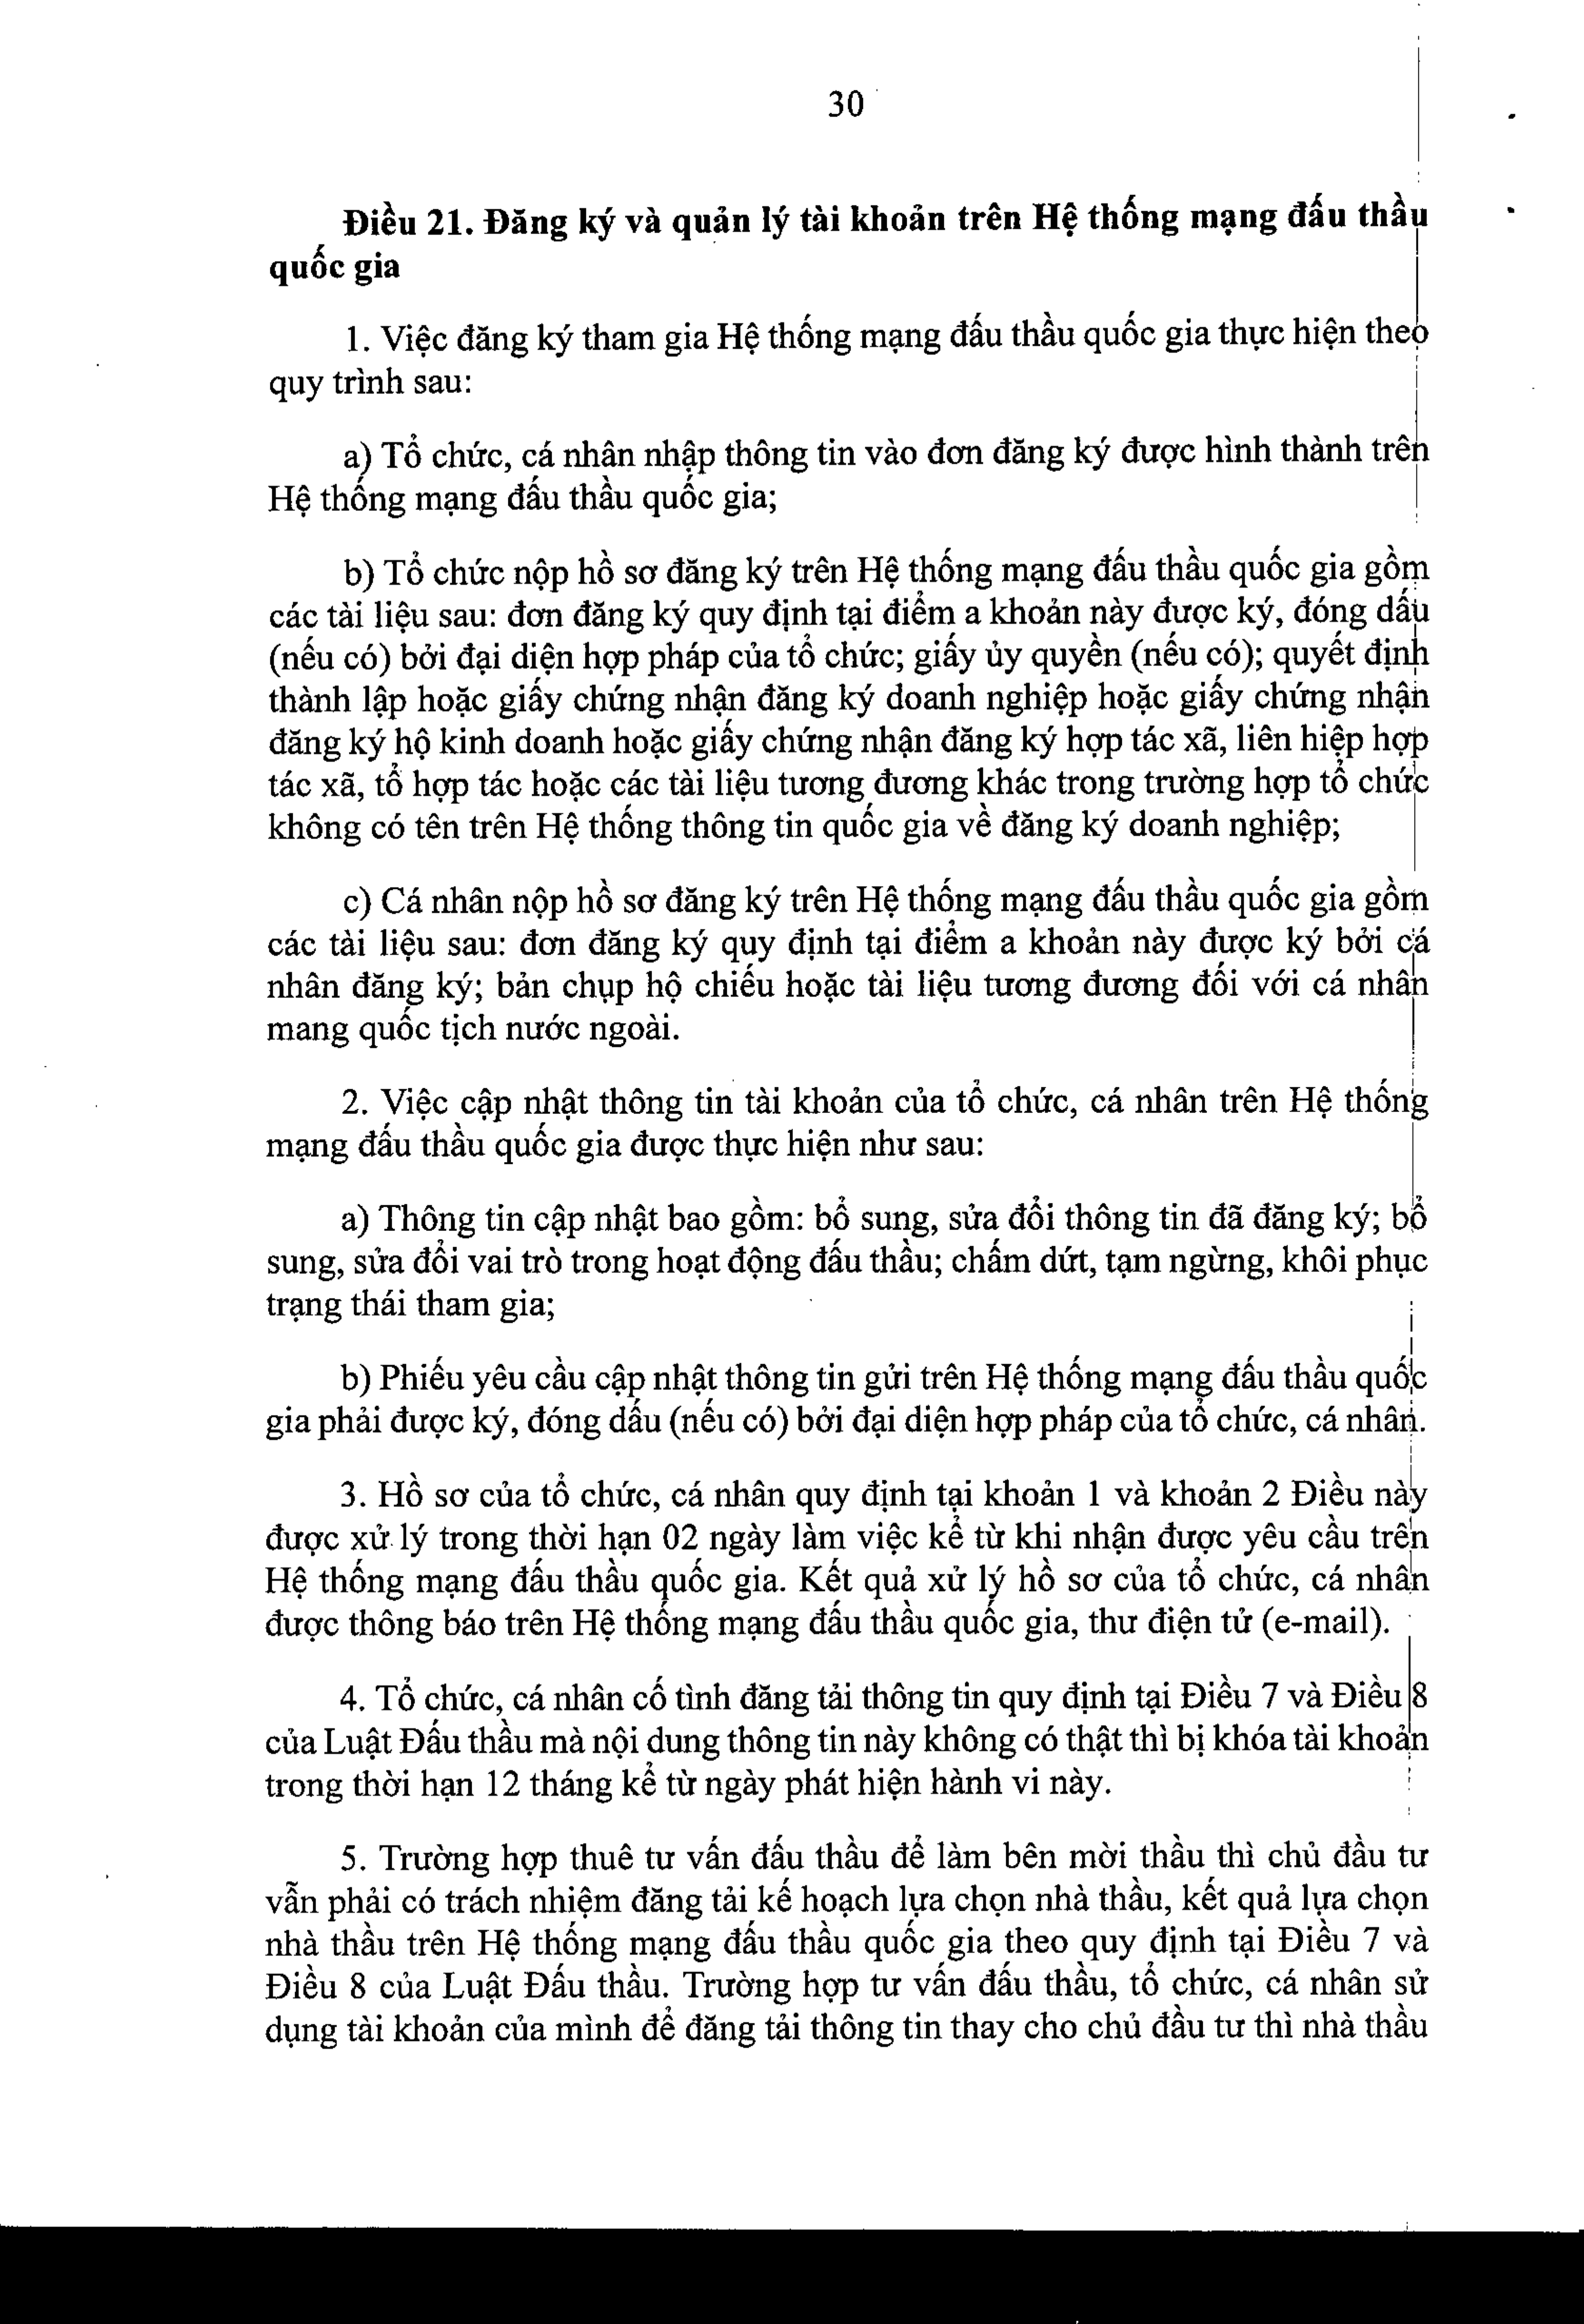 30
Điều 21. Đăng ký và quản lý tài khoản trên Hệ thống mạng đấu thầu
quốc gia
1. Việc đăng ký tham gia Hệ thống mạng đấu thầu quốc gia thực hiện theo
quy trình sau:
a) Tổ chức, cá nhân nhập thông tin vào đơn đăng ký được hình thành trên
Hệ thống mạng đấu thầu quốc gia;
b) Tổ chức nộp hồ sơ đăng ký trên Hệ thống mạng đấu thầu quốc gia gồm
các tài liệu sau: đơn đăng ký quy định tại điểm a khoản này được ký, đóng dấu
(nếu có) bởi đại diện hợp pháp của tổ chức; giấy ủy quyền (nếu có); quyết định
thành lập hoặc giấy chứng nhận đăng ký doanh nghiệp hoặc giấy chứng nhận
đăng ký hộ kinh doanh hoặc giấy chứng nhận đăng ký hợp tác xã, liên hiệp hợp
tác xã, tổ hợp tác hoặc các tài liệu tương đương khác trong trường hợp tổ chức
không có tên trên Hệ thống thông tin quốc gia về đăng ký doanh nghiệp;
c) Cá nhân nộp hồ sơ đăng ký trên Hệ thống mạng đấu thầu quốc gia gồm
các tài liệu sau: đơn đăng ký quy định tại điểm a khoản này được ký bởi cá
nhân đăng ký; bản chụp hộ chiếu hoặc tài liệu tương đương đối với cá nhân
mang quốc tịch nước ngoài.
2. Việc cập nhật thông tin tài khoản của tổ chức, cá nhân trên Hệ thống
mạng đấu thầu quốc gia được thực hiện như sau:
a) Thông tin cập nhật bao gồm: bổ sung, sửa đổi thông tin đã đăng ký; bổ
sung, sửa đổi vai trò trong hoạt động đấu thầu; chấm dứt, tạm ngừng, khôi phục
trạng thái tham gia;
b) Phiếu yêu cầu cập nhật thông tin gửi trên Hệ thống mạng đấu thầu quốc
gia phải được ký, đóng dấu (nếu có) bởi đại diện hợp pháp của tổ chức, cá nhân.
3. Hồ sơ của tổ chức, cá nhân quy định tại khoản 1 và khoản 2 Điều này
được xử lý trong thời hạn 02 ngày làm việc kể từ khi nhận được yêu cầu trên
Hệ thống mạng đấu thầu quốc gia. Kết quả xử lý hồ sơ của tổ chức, cá nhân
được thông báo trên Hệ thống mạng đấu thầu quốc gia, thư điện tử (e-mail).
4. Tổ chức, cá nhân cố tình đăng tải thông tin quy định tại Điều 7 và Điều 8
của Luật Đấu thầu mà nội dung thông tin này không có thật thì bị khóa tài khoản
trong thời hạn 12 tháng kể từ ngày phát hiện hành vi này.
5. Trường hợp thuê tư vấn đấu thầu để làm bên mời thầu thì chủ đầu tư
vẫn phải có trách nhiệm đăng tải kế hoạch lựa chọn nhà thầu, kết quả lựa chọn
nhà thầu trên Hệ thống mạng đấu thầu quốc gia theo quy định tại Điều 7 và
Điều 8 của Luật Đấu thầu. Trường hợp tư vấn đấu thầu, tổ chức, cá nhân sử
dụng tài khoản của mình để đăng tải thông tin thay cho chủ đầu tư thì nhà thầu